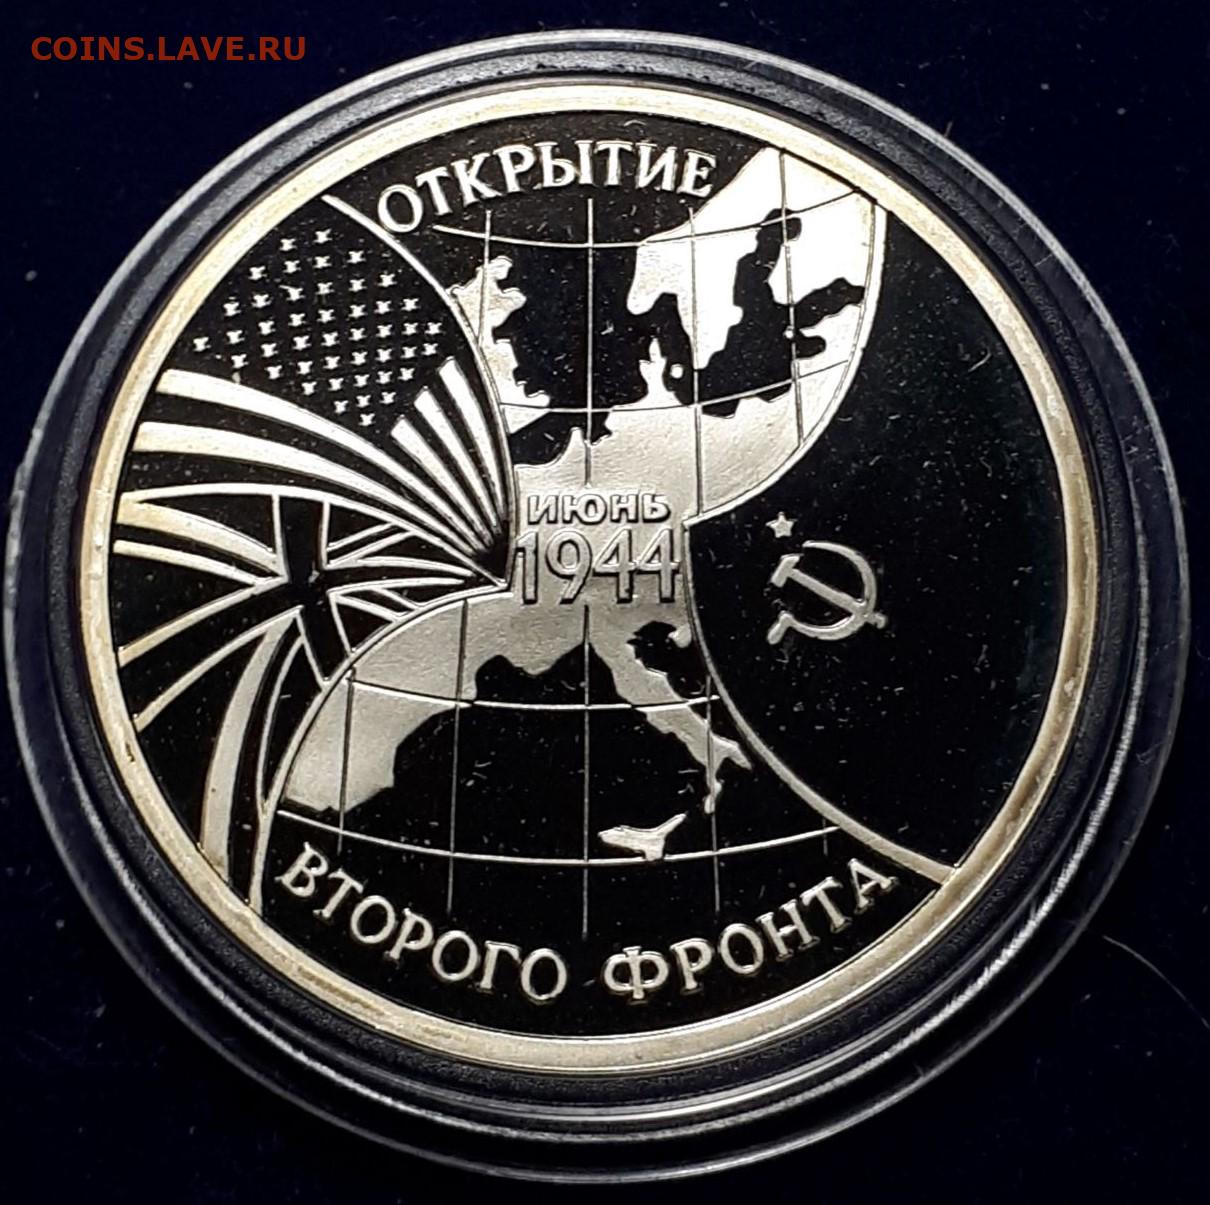 COINS.LAVE.RU
ОТКРЫТИЕ
ИЮНЬ
1944
ВТОРОГО ФРОНТА